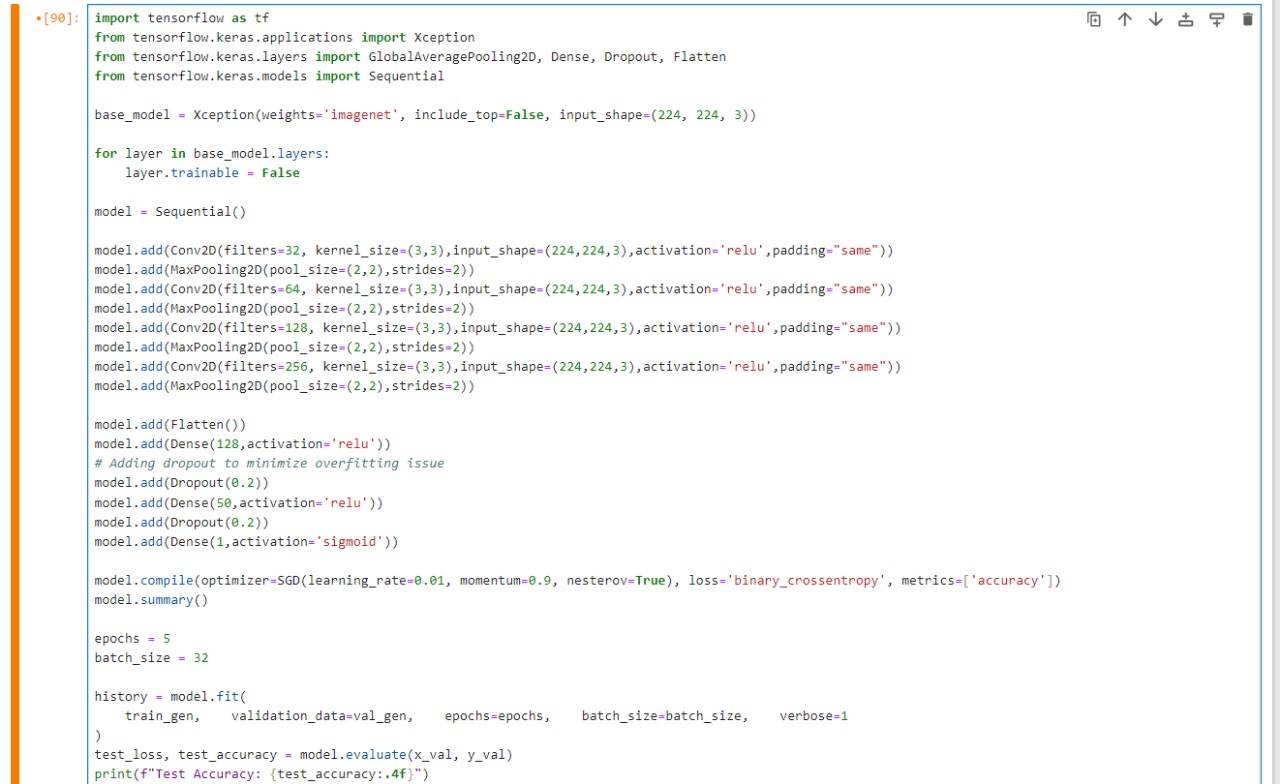 •[90]:
import tensorflow as tf
from tensorflow.keras.applications import Xception
from tensorflow.keras.layers import GlobalAveragePooling2D, Dense, Dropout, Flatten
from tensorflow.keras.models import Sequential
base_model = Xception(weights='imagenet', include_top=False, input_shape=(224, 224, 3))
for layer in base_model.layers:
    layer.trainable = False
model = Sequential()
model.add(Conv2D(filters=32, kernel_size=(3,3),input_shape=(224,224,3),activation='relu',padding="same"))
model.add(MaxPooling2D(pool_size=(2,2),strides=2))
model.add(Conv2D(filters=64, kernel_size=(3,3),input_shape=(224,224,3),activation='relu',padding="same"))
model.add(MaxPooling2D(pool_size=(2,2),strides=2))
model.add(Conv2D(filters=128, kernel_size=(3,3),input_shape=(224,224,3),activation='relu',padding="same"))
model.add(MaxPooling2D(pool_size=(2,2),strides=2))
model.add(Conv2D(filters=256, kernel_size=(3,3),input_shape=(224,224,3),activation='relu',padding="same"))
model.add(MaxPooling2D(pool_size=(2,2),strides=2))
model.add(Flatten())
model.add(Dense(128,activation='relu'))
# Adding dropout to minimize overfitting issue
model.add(Dropout(0.2))
model.add(Dense(50,activation='relu'))
model.add(Dropout(0.2))
model.add(Dense(1,activation='sigmoid'))
model.compile(optimizer=SGD(learning_rate=0.01, momentum=0.9, nesterov=True), loss='binary_crossentropy', metrics=['accuracy'])
model.summary()
epochs = 5
batch_size = 32
history = model.fit(
    train_gen,    validation_data=val_gen,    epochs=epochs,    batch_size=batch_size,    verbose=1
)
test_loss, test_accuracy = model.evaluate(x_val, y_val)
print(f"Test Accuracy: {test_accuracy:.4f}")